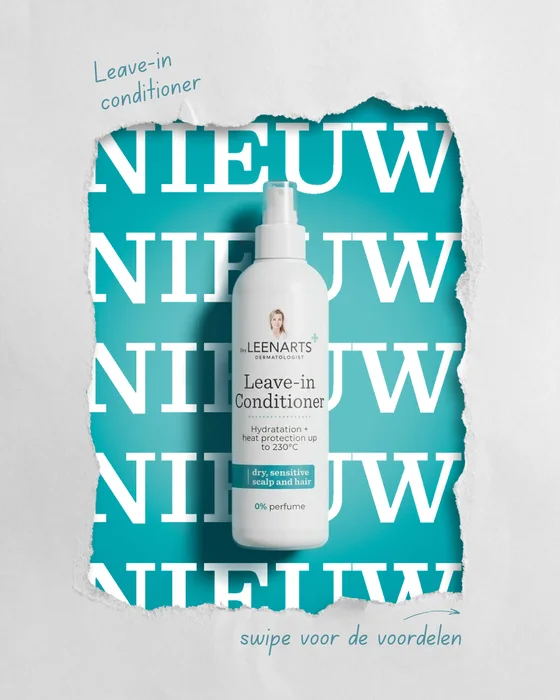 Leave-in
conditioner
NIEUW
NIEUW
NIEUW
NIEUW
NIEUW
LEENARTS
DERMATOLOGIST
Leave-in
Conditioner
Hydratation +
heat protection up
to 230°C
dry, sensitive
scalp and hair
0% perfume
swipe voor de voordelen